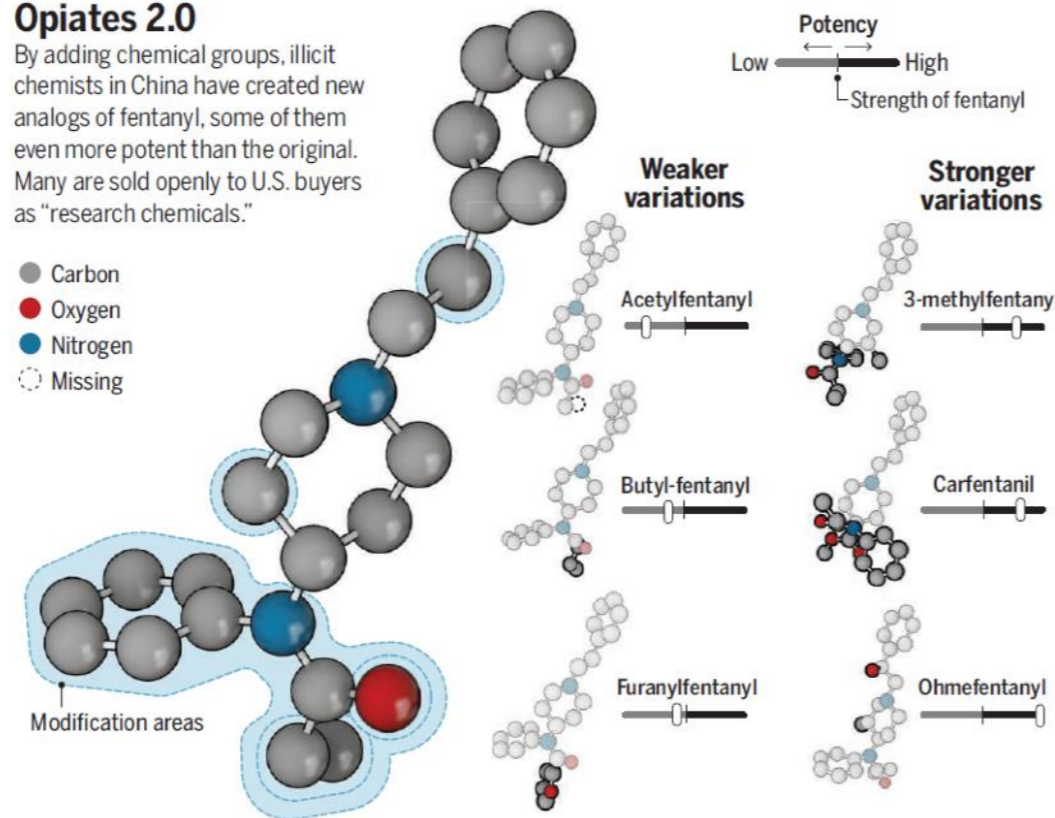 Opiates 2.0
By adding chemical groups, illicit
chemists in China have created new
analogs of fentanyl, some of them
even more potent than the original.
Many are sold openly to U.S. buyers
as “research chemicals.”
Carbon
Oxygen
Nitrogen
Missing
Modification areas
Potency
Low
High
Strength of fentanyl
Weaker
variations
Acetylfentanyl
Butyl-fentanyl
Furanylfentanyl
Stronger
variations
3-methylfentany
Carfentanil
Ohmefentanyl